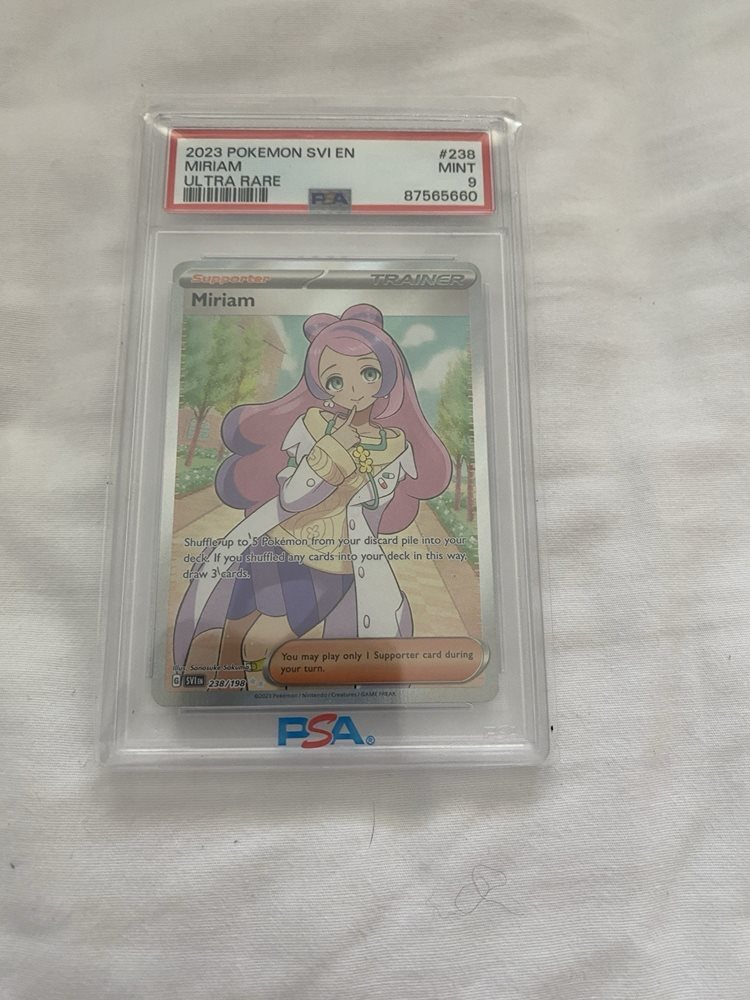 2023 POKEMON SVI EN #238
MIRIAM MINT
ULTRA RARE 9
PSA 87565660
Supporter TRAINER
Miriam
Shuffle up to 5 Pokémon from your discard pile into your
deck. If you shuffled any cards into your deck in this way,
draw 3 cards.
You may play only 1 Supporter card during
your turn.
Illus. Sanosuke Sakuma
G SVI EN 238/198
©2023 Pokémon / Nintendo / Creatures / GAME FREAK
PSA®